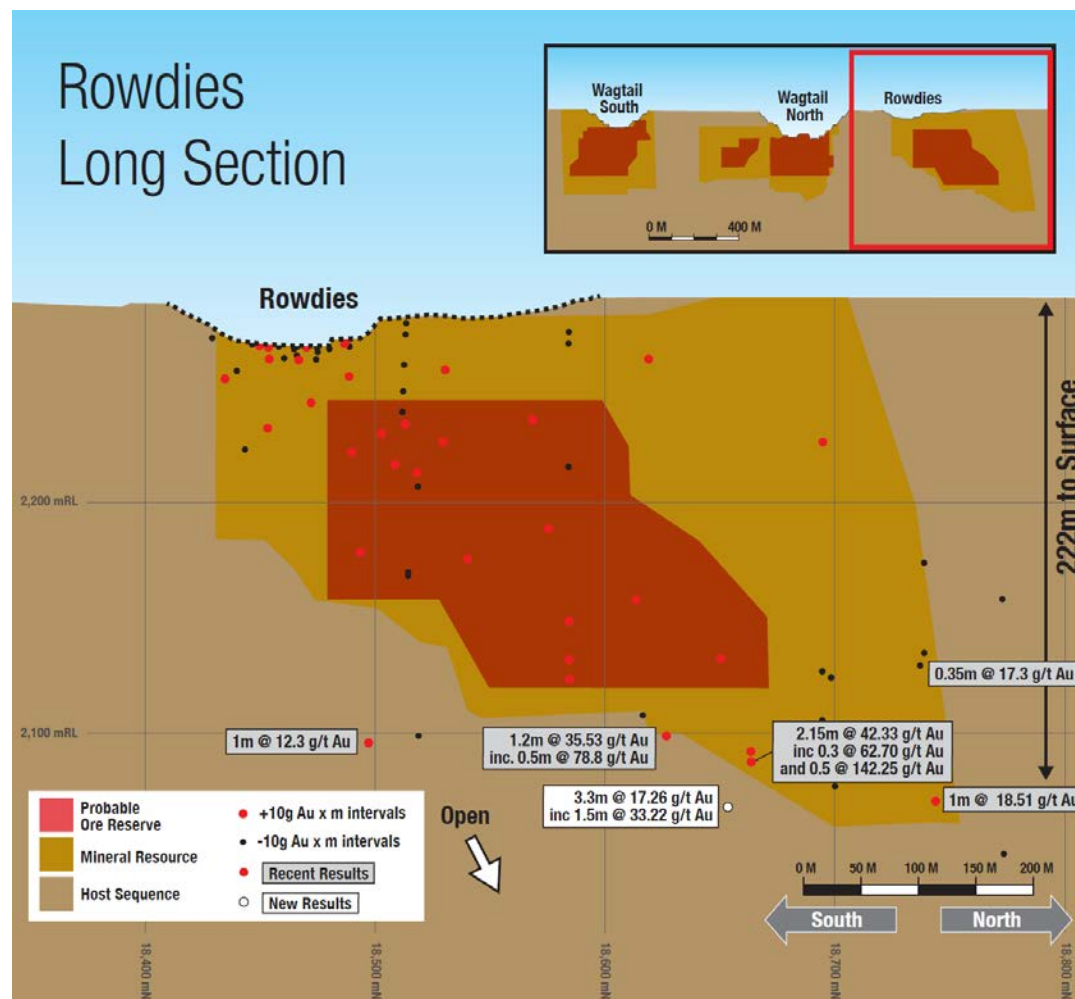 Rowdies
Long Section
Wagtail
South
Wagtail
North
Rowdies
0 M 400 M
Rowdies
222m to Surface
2,200 mRL
0.35m @ 17.3 g/t Au
2,100 mRL
1m @ 12.3 g/t Au
1.2m @ 35.53 g/t Au
inc. 0.5m @ 78.8 g/t Au
2.15m @ 42.33 g/t Au
inc 0.3 @ 62.70 g/t Au
and 0.5 @ 142.25 g/t Au
3.3m @ 17.26 g/t Au
inc 1.5m @ 33.22 g/t Au
1m @ 18.51 g/t Au
Open
Probable
Ore Reserve
Mineral Resource
Host Sequence
+10g Au x m intervals
-10g Au x m intervals
Recent Results
New Results
0 M 50 M 100 M 150 M 200 M
South
North
18,400 mN
18,500 mN
18,600 mN
18,700 mN
18,800 mN